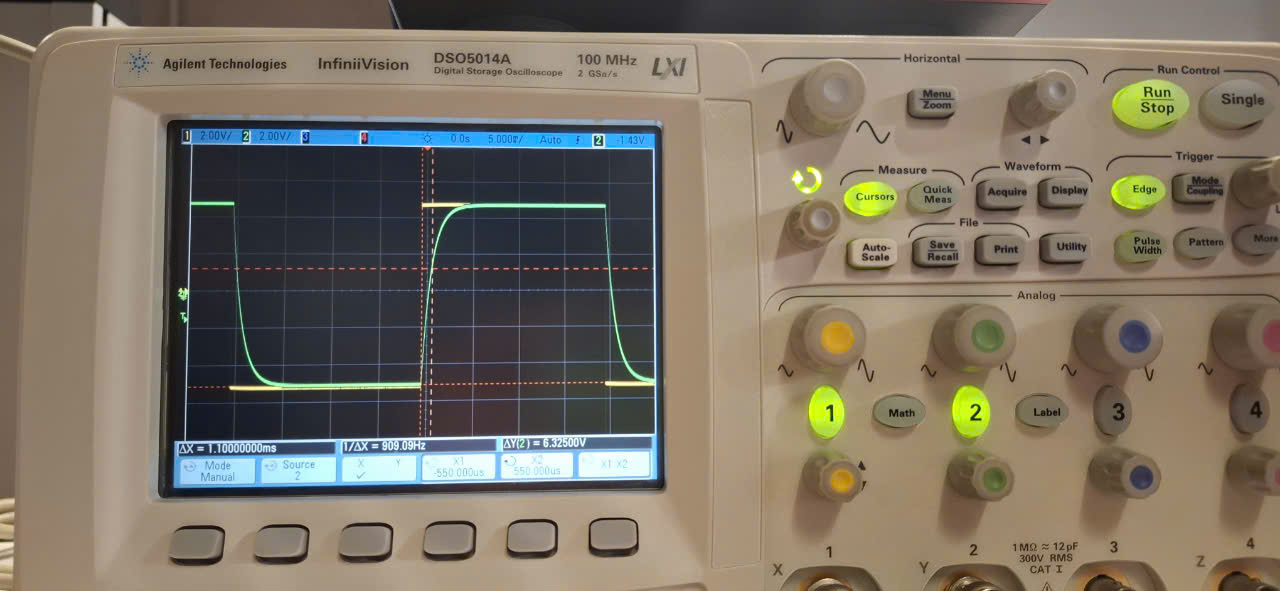 Agilent Technologies InfiniiVision DSO5014A 100 MHz LXI
Digital Storage Oscilloscope 2 GSa/s
1 2.00V/ 2 2.00V/ 3 4 0.0s 5.000㎳/ Auto 2 -1.43V
ΔX = 1.10000000ms 1/ΔX = 909.09Hz ΔY(2) = 6.32500V
Mode Source X Y X1 X2 X1 X2
Manual 2 ✓ -550.000us 550.000us
Horizontal
Menu
Zoom
Run Control
Run
Stop
Single
Measure
Cursors
Quick
Meas
Waveform
Acquire
Display
Trigger
Edge
Mode
Coupling
File
Auto-
Scale
Save
Recall
Print
Utility
Pulse
Width
Pattern
More
Analog
1 Math 2 Label 3 4
1 2 3 4
1MΩ ≈ 12pF
300V RMS
CAT I
X Y Z